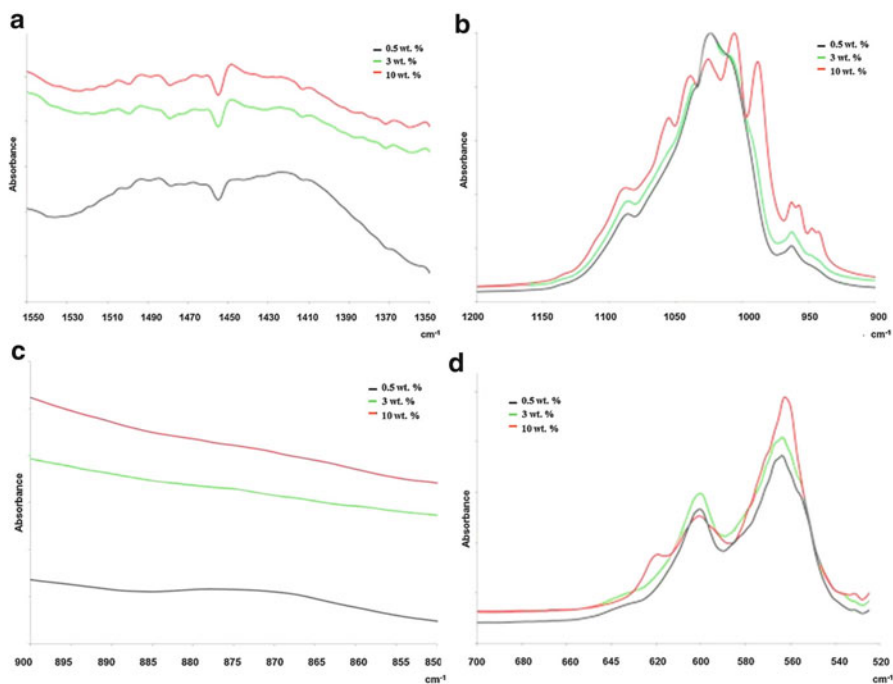 a
0.5 wt. %
3 wt. %
10 wt. %
Absorbance
1550 1530 1510 1490 1470 1450 1430 1410 1390 1370 1350
cm-1
b
0.5 wt. %
3 wt. %
10 wt. %
Absorbance
1200 1150 1100 1050 1000 950 900
cm-1
c
0.5 wt. %
3 wt. %
10 wt. %
Absorbance
900 895 890 885 880 875 870 865 860 855 850
cm-1
d
0.5 wt. %
3 wt. %
10 wt. %
Absorbance
700 660 640 620 600 580 560 540 520
cm-1